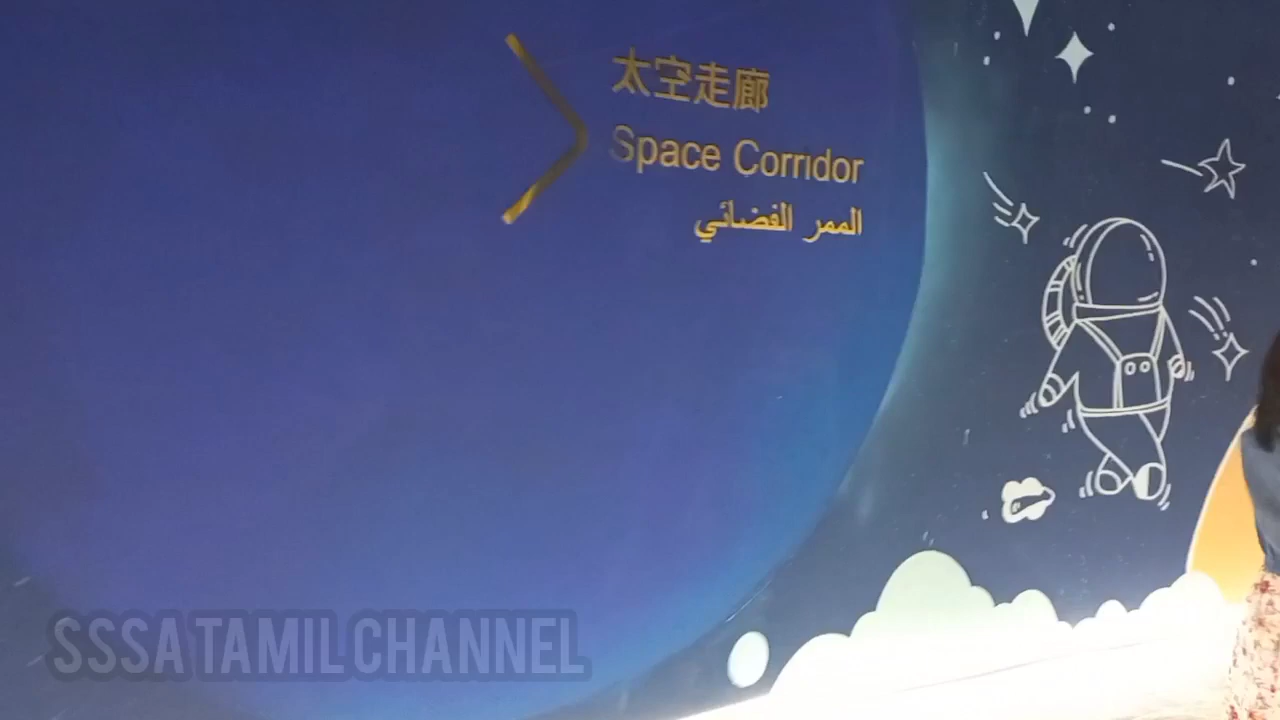 太空走廊
Space Corridor
الممر الفضائي
SSSA TAMIL CHANNEL